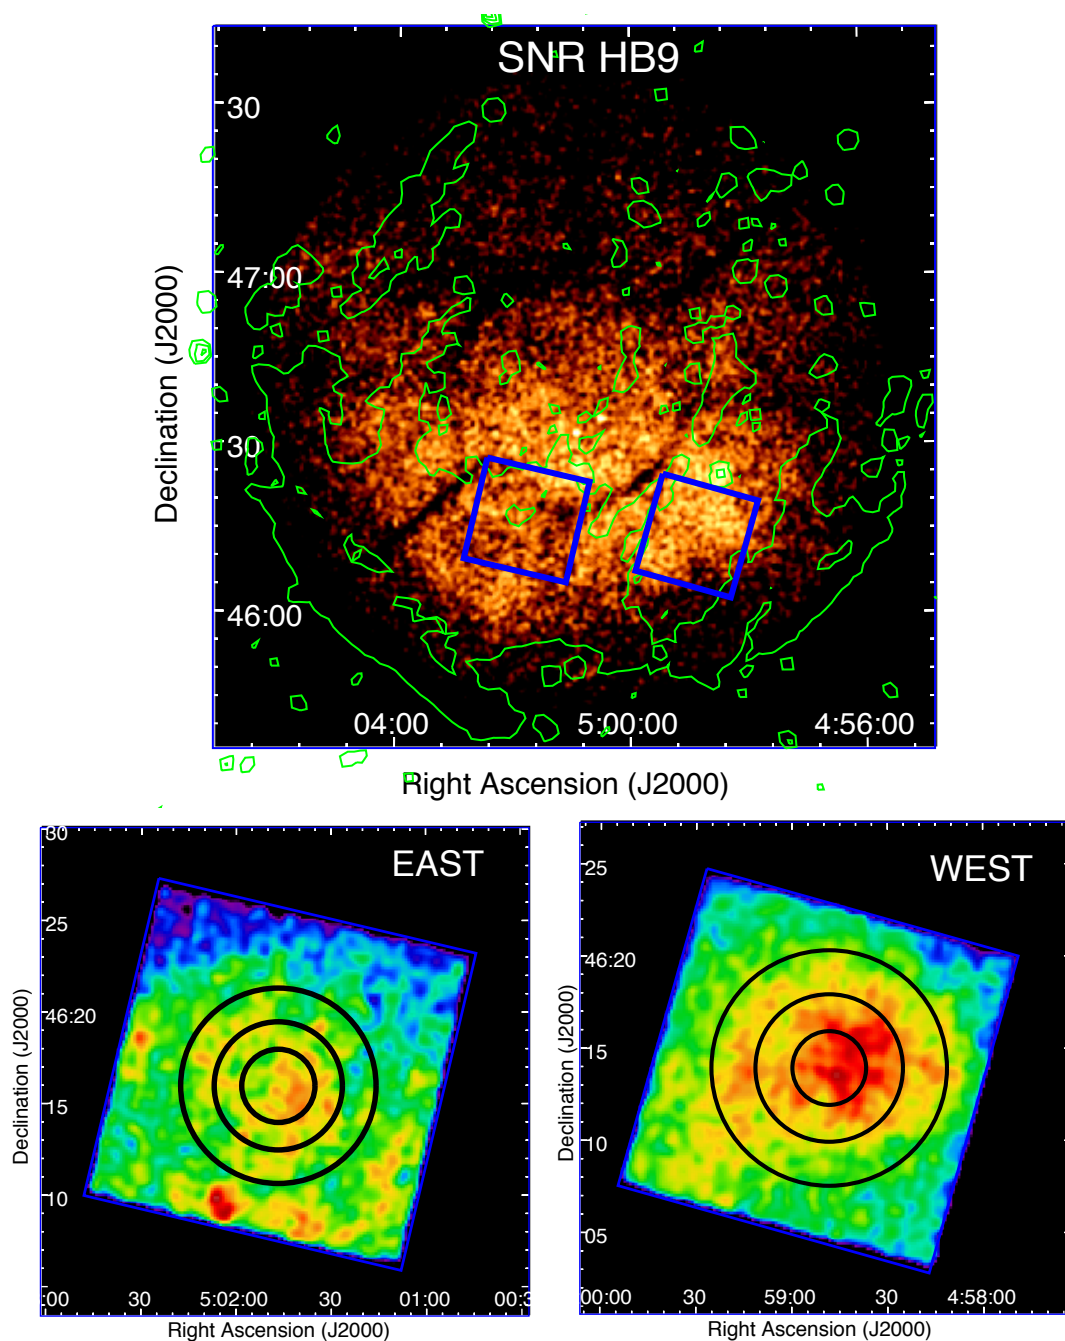 SNR HB9
30
47:00
30
46:00
04:00 5:00:00 4:56:00
Declination (J2000)
Right Ascension (J2000)
EAST
30
25
46:20
15
10
:00 30 5:02:00 30 01:00 00:3
Declination (J2000)
Right Ascension (J2000)
WEST
25
46:20
15
10
05
00:00 30 59:00 30 4:58:00
Declination (J2000)
Right Ascension (J2000)